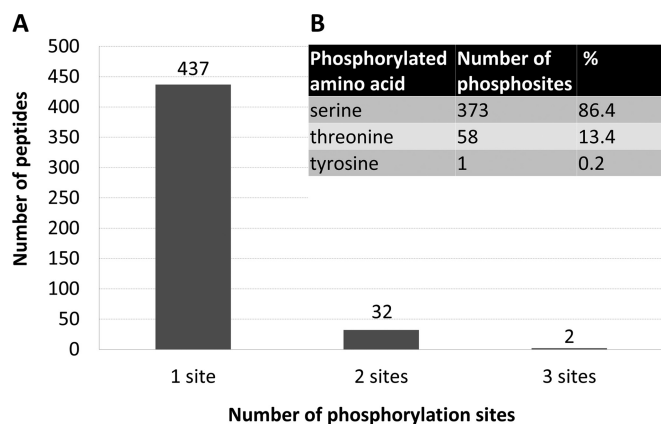 A
B
500
450
400
350
300
250
200
150
100
50
0
Number of peptides
437
32
2
1 site
2 sites
3 sites
Number of phosphorylation sites
Phosphorylated amino acid Number of phosphosites %
serine 373 86.4
threonine 58 13.4
tyrosine 1 0.2